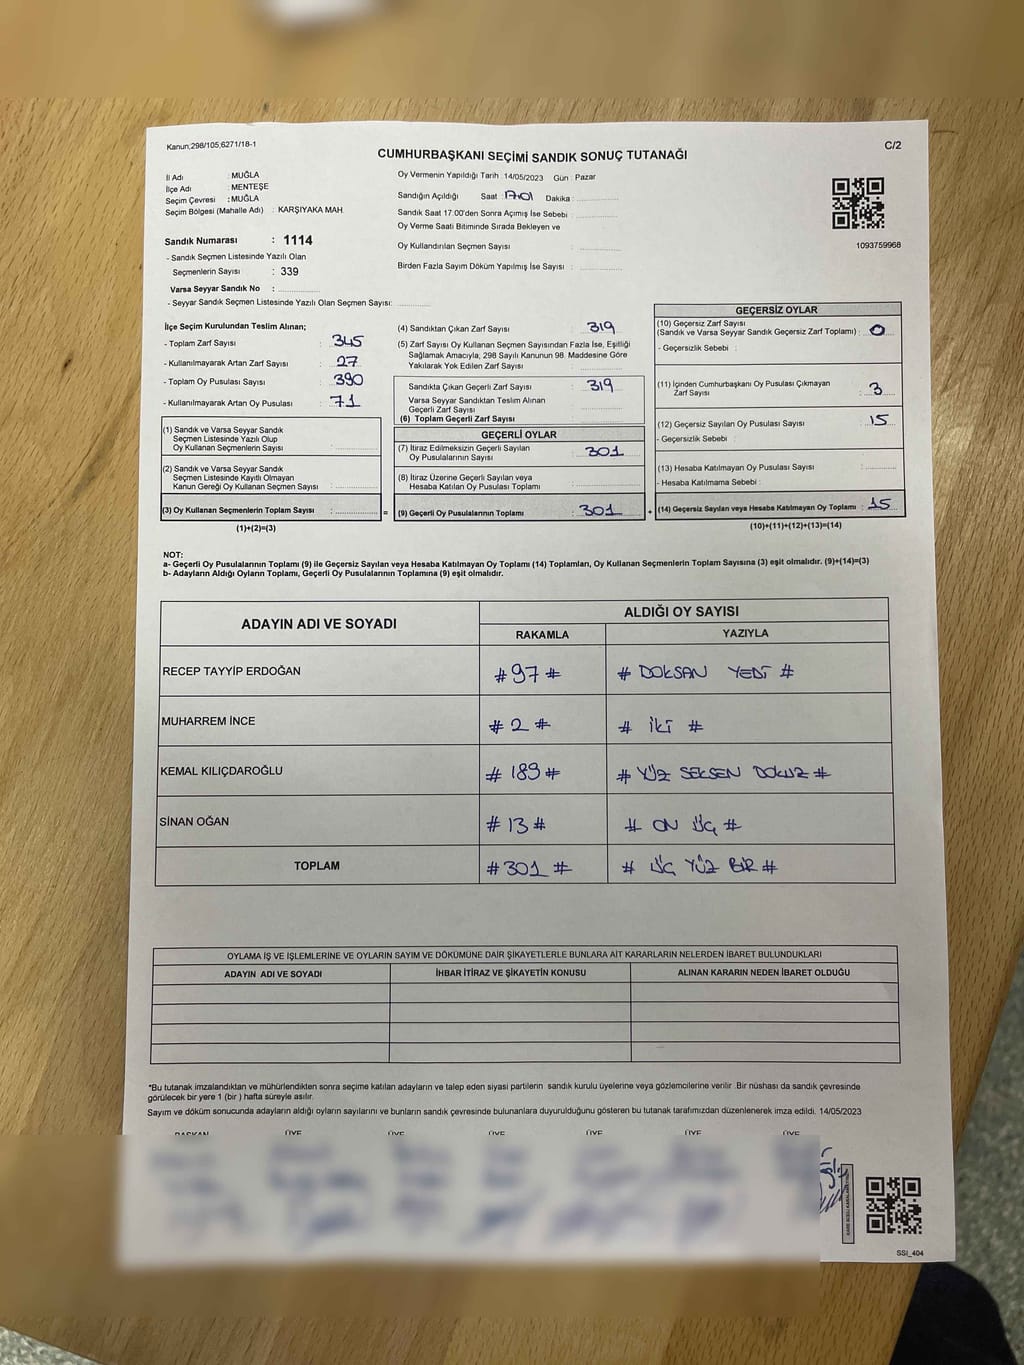 Kanun;298/105;6271/18-1
C/2
CUMHURBAŞKANI SEÇİMİ SANDIK SONUÇ TUTANAĞI
İl Adı : MUĞLA
İlçe Adı : MENTEŞE
Seçim Çevresi : MUĞLA
Seçim Bölgesi (Mahalle Adı) : KARŞIYAKA MAH.
Oy Vermenin Yapıldığı Tarih : 14/05/2023 Gün : Pazar
Sandığın Açıldığı Saat : 17:01 Dakika :
Sandık Saat 17.00'den Sonra Açımış İse Sebebi :
Oy Verme Saati Bitiminde Sırada Bekleyen ve
Oy Kullandırılan Seçmen Sayısı :
Birden Fazla Sayım Döküm Yapılmış İse Sayısı :
1093759968
Sandık Numarası : 1114
- Sandık Seçmen Listesinde Yazılı Olan
Seçmenlerin Sayısı : 339
Varsa Seyyar Sandık No :
- Seyyar Sandık Seçmen Listesinde Yazılı Olan Seçmen Sayısı:
İlçe Seçim Kurulundan Teslim Alınan;
- Toplam Zarf Sayısı : 345
- Kullanılmayarak Artan Zarf Sayısı : 27
- Toplam Oy Pusulası Sayısı : 390
- Kullanılmayarak Artan Oy Pusulası : 71
(1) Sandık ve Varsa Seyyar Sandık
Seçmen Listesinde Yazılı Olup
Oy Kullanan Seçmenlerin Sayısı :
(2) Sandık ve Varsa Seyyar Sandık
Seçmen Listesinde Kayıtlı Olmayan
Kanun Gereği Oy Kullanan Seçmen Sayısı :
(3) Oy Kullanan Seçmenlerin Toplam Sayısı : =
(1)+(2)=(3)
(4) Sandıktan Çıkan Zarf Sayısı : 319
(5) Zarf Sayısı Oy Kullanan Seçmen Sayısından Fazla İse, Eşitliği
Sağlamak Amacıyla, 298 Sayılı Kanunun 98. Maddesine Göre
Yakılarak Yok Edilen Zarf Sayısı :
Sandıkta Çıkan Geçerli Zarf Sayısı : 319
Varsa Seyyar Sandıktan Teslim Alınan
Geçerli Zarf Sayısı :
(6) Toplam Geçerli Zarf Sayısı :
GEÇERLİ OYLAR
(7) İtiraz Edilmeksizin Geçerli Sayılan
Oy Pusulalarının Sayısı : 301
(8) İtiraz Üzerine Geçerli Sayılan veya
Hesaba Katılan Oy Pusulası Toplamı :
(9) Geçerli Oy Pusulalarının Toplamı : 301 +
GEÇERSİZ OYLAR
(10) Geçersiz Zarf Sayısı
(Sandık ve Varsa Seyyar Sandık Geçersiz Zarf Toplamı) : 0
- Geçersizlik Sebebi :
(11) İçinden Cumhurbaşkanı Oy Pusulası Çıkmayan
Zarf Sayısı : 3
(12) Geçersiz Sayılan Oy Pusulası Sayısı : 15
- Geçersizlik Sebebi :
(13) Hesaba Katılmayan Oy Pusulası Sayısı :
- Hesaba Katılmama Sebebi :
(14) Geçersiz Sayılan veya Hesaba Katılmayan Oy Toplamı : 15
(10)+(11)+(12)+(13)=(14)
NOT:
a- Geçerli Oy Pusulalarının Toplamı (9) ile Geçersiz Sayılan veya Hesaba Katılmayan Oy Toplamı (14) Toplamları, Oy Kullanan Seçmenlerin Toplam Sayısına (3) eşit olmalıdır. (9)+(14)=(3)
b- Adayların Aldığı Oyların Toplamı, Geçerli Oy Pusulalarının Toplamına (9) eşit olmalıdır.
ADAYIN ADI VE SOYADI
ALDIĞI OY SAYISI
RAKAMLA YAZIYLA
RECEP TAYYİP ERDOĞAN # 97 # # DOKSAN YEDİ #
MUHARREM İNCE # 2 # # İKİ #
KEMAL KILIÇDAROĞLU # 189 # # YÜZ SEKSEN DOKUZ #
SİNAN OĞAN # 13 # # ON ÜÇ #
TOPLAM # 301 # # ÜÇ YÜZ BİR #
OYLAMA İŞ VE İŞLEMLERİNE VE OYLARIN SAYIM VE DÖKÜMÜNE DAİR ŞİKAYETLERLE BUNLARA AİT KARARLARIN NELERDEN İBARET BULUNDUKLARI
ADAYIN ADI VE SOYADI İHBAR İTİRAZ VE ŞİKAYETİN KONUSU ALINAN KARARIN NEDEN İBARET OLDUĞU
*Bu tutanak imzalandıktan ve mühürlendikten sonra seçime katılan adayların ve talep eden siyasi partilerin sandık kurulu üyelerine veya gözlemcilerine verilir .Bir nüshası da sandık çevresinde
görülecek bir yere 1 (bir ) hafta süreyle asılır.
Sayım ve döküm sonucunda adayların aldığı oyların sayılarını ve bunların sandık çevresinde bulunanlara duyurulduğunu gösteren bu tutanak tarafımızdan düzenlenerek imza edildi. 14/05/2023
BAŞKAN ÜYE ÜYE ÜYE ÜYE ÜYE ÜYE
SSI_404